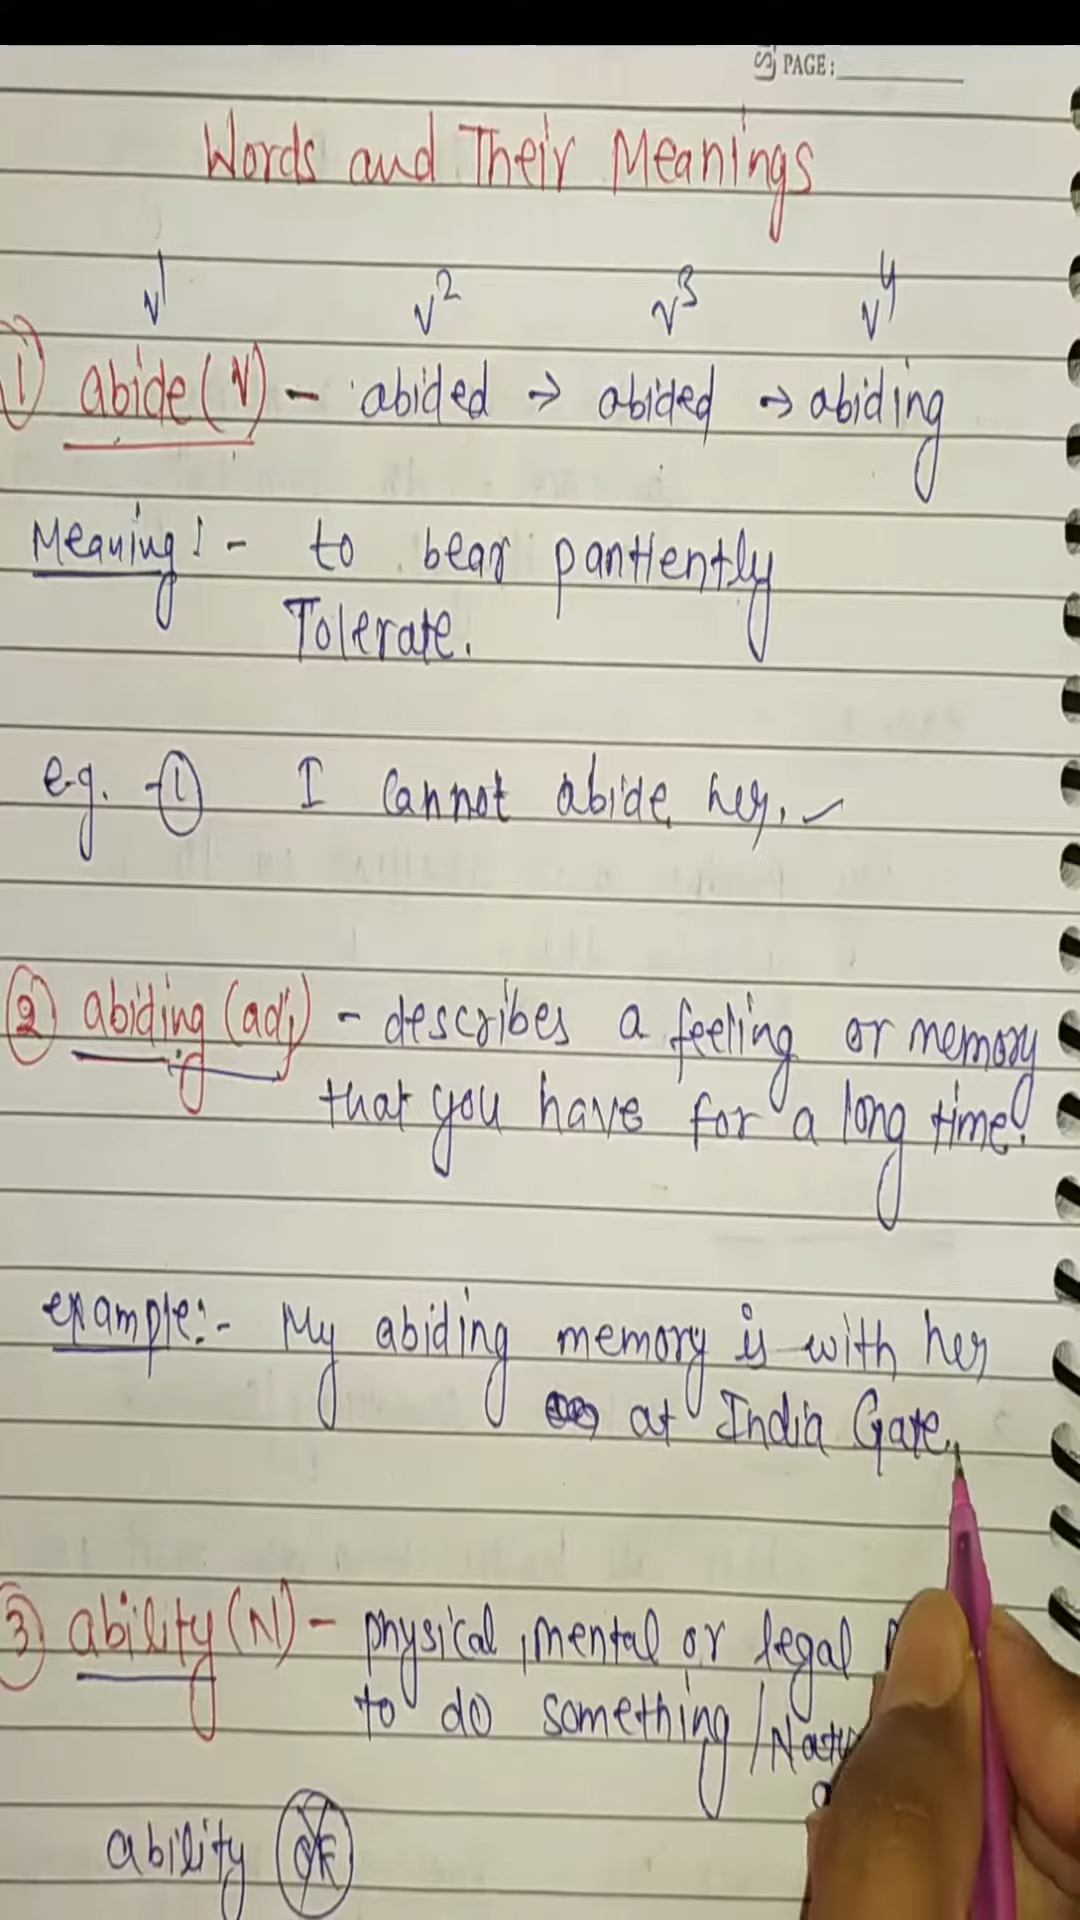 PAGE:
Words and Their Meanings
V1 V2 V3 V4
1 abide (V) - abided → abided → abiding
Meaning:- to bear panttently
Tolerate.
e.g. - 1 I cannot abide her.
2 abiding (adj) - describes a feeling or memory
that you have for a long time.
example:- My abiding memory is with her
at India Gate.
3 ability (N) - physical, mental or legal
to do something /
ability